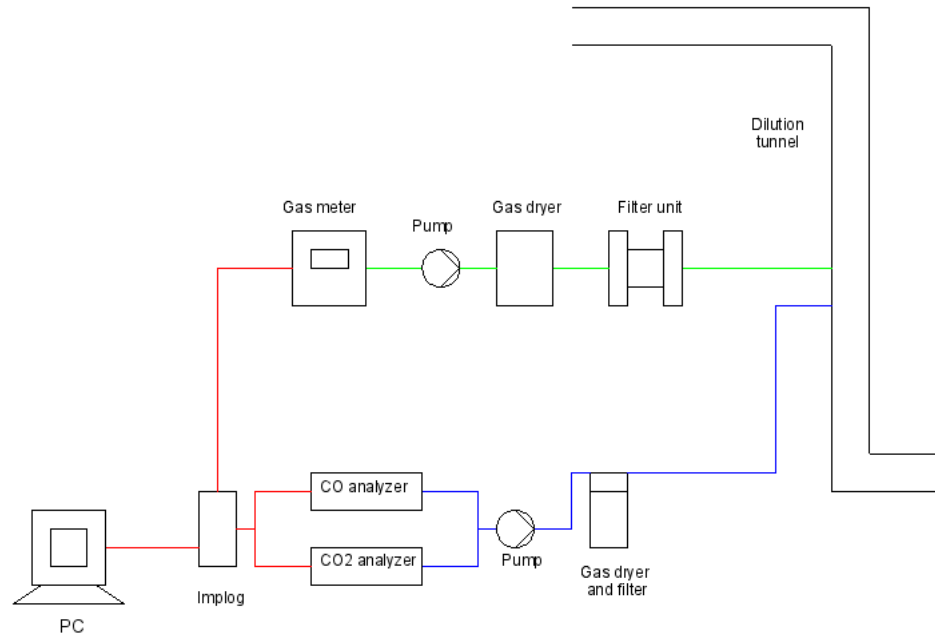 Dilution
tunnel
Gas meter
Pump
Gas dryer
Filter unit
CO analyzer
CO2 analyzer
Pump
Gas dryer
and filter
Implog
PC